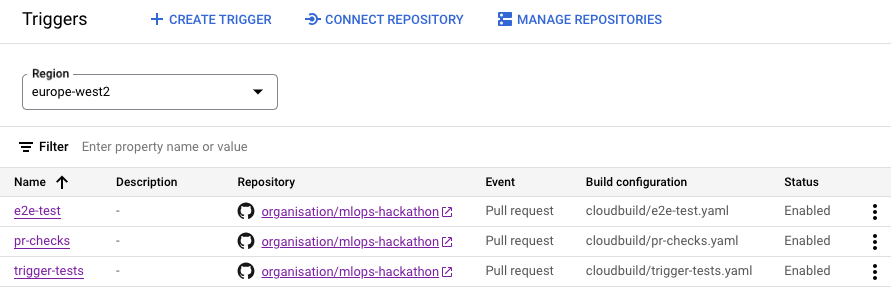 Triggers CREATE TRIGGER CONNECT REPOSITORY MANAGE REPOSITORIES
Region
europe-west2
Filter Enter property name or value
Name Description Repository Event Build configuration Status
e2e-test - organisation/mlops-hackathon Pull request cloudbuild/e2e-test.yaml Enabled
pr-checks - organisation/mlops-hackathon Pull request cloudbuild/pr-checks.yaml Enabled
trigger-tests - organisation/mlops-hackathon Pull request cloudbuild/trigger-tests.yaml Enabled